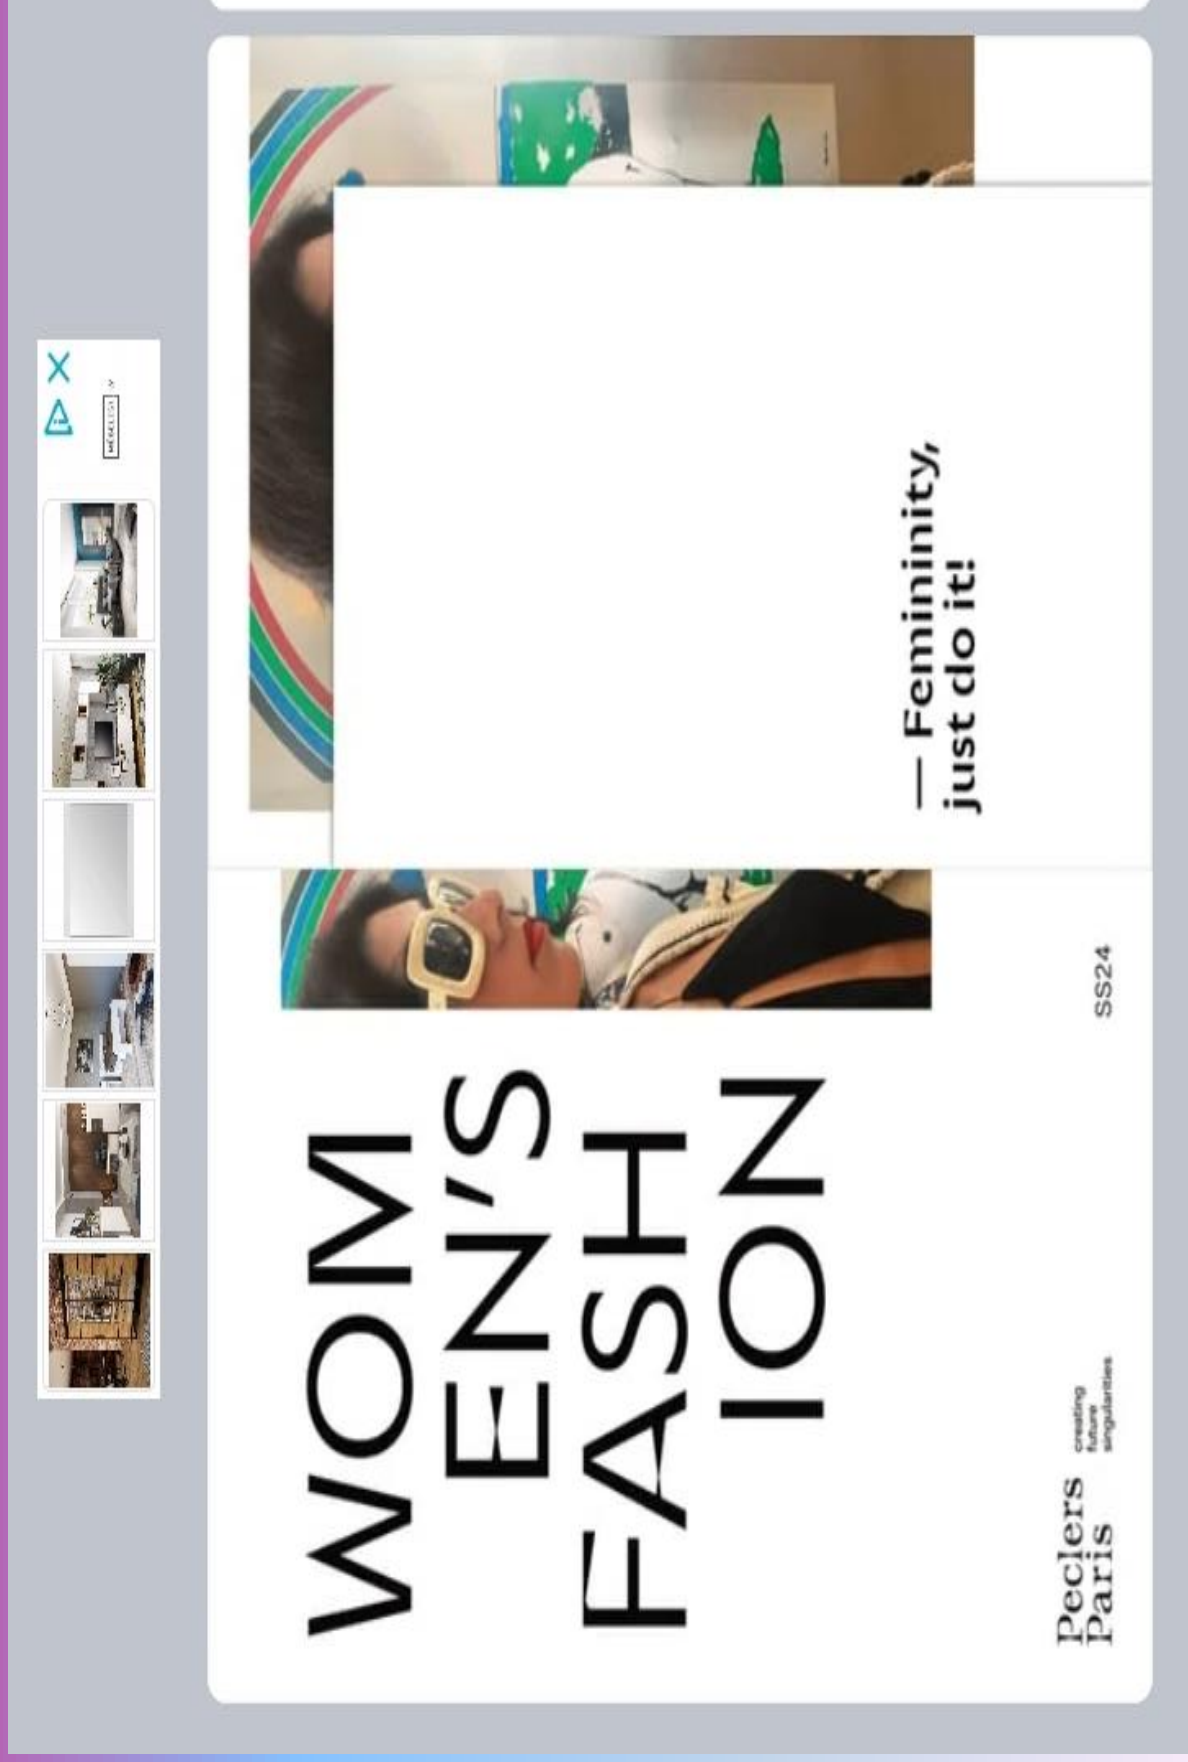 WOM
EN'S
FASH
ION
Peclers
Paris
creating
future
singularities
SS24
— Femininity,
just do it!